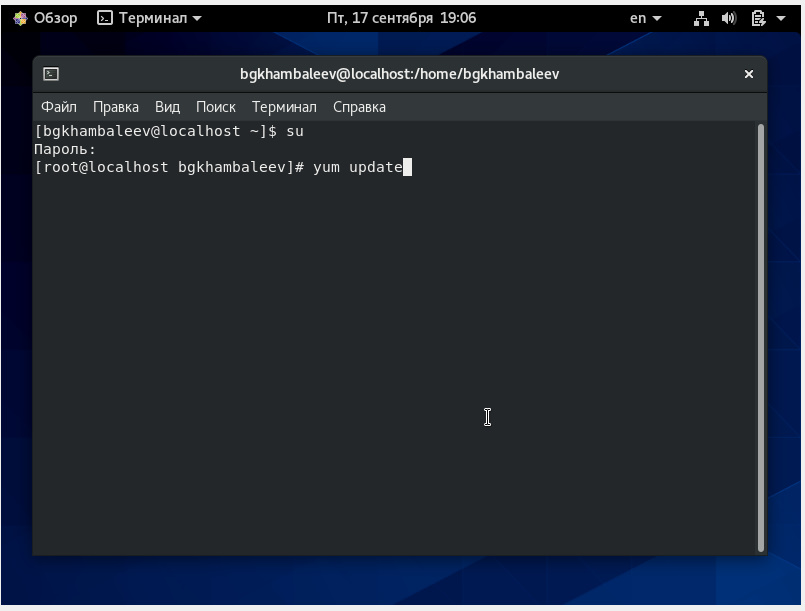 Обзор Терминал Пт, 17 сентября 19:06 en
bgkhambaleev@localhost:/home/bgkhambaleev
Файл Правка Вид Поиск Терминал Справка
[bgkhambaleev@localhost ~]$ su
Пароль:
[root@localhost bgkhambaleev]# yum update